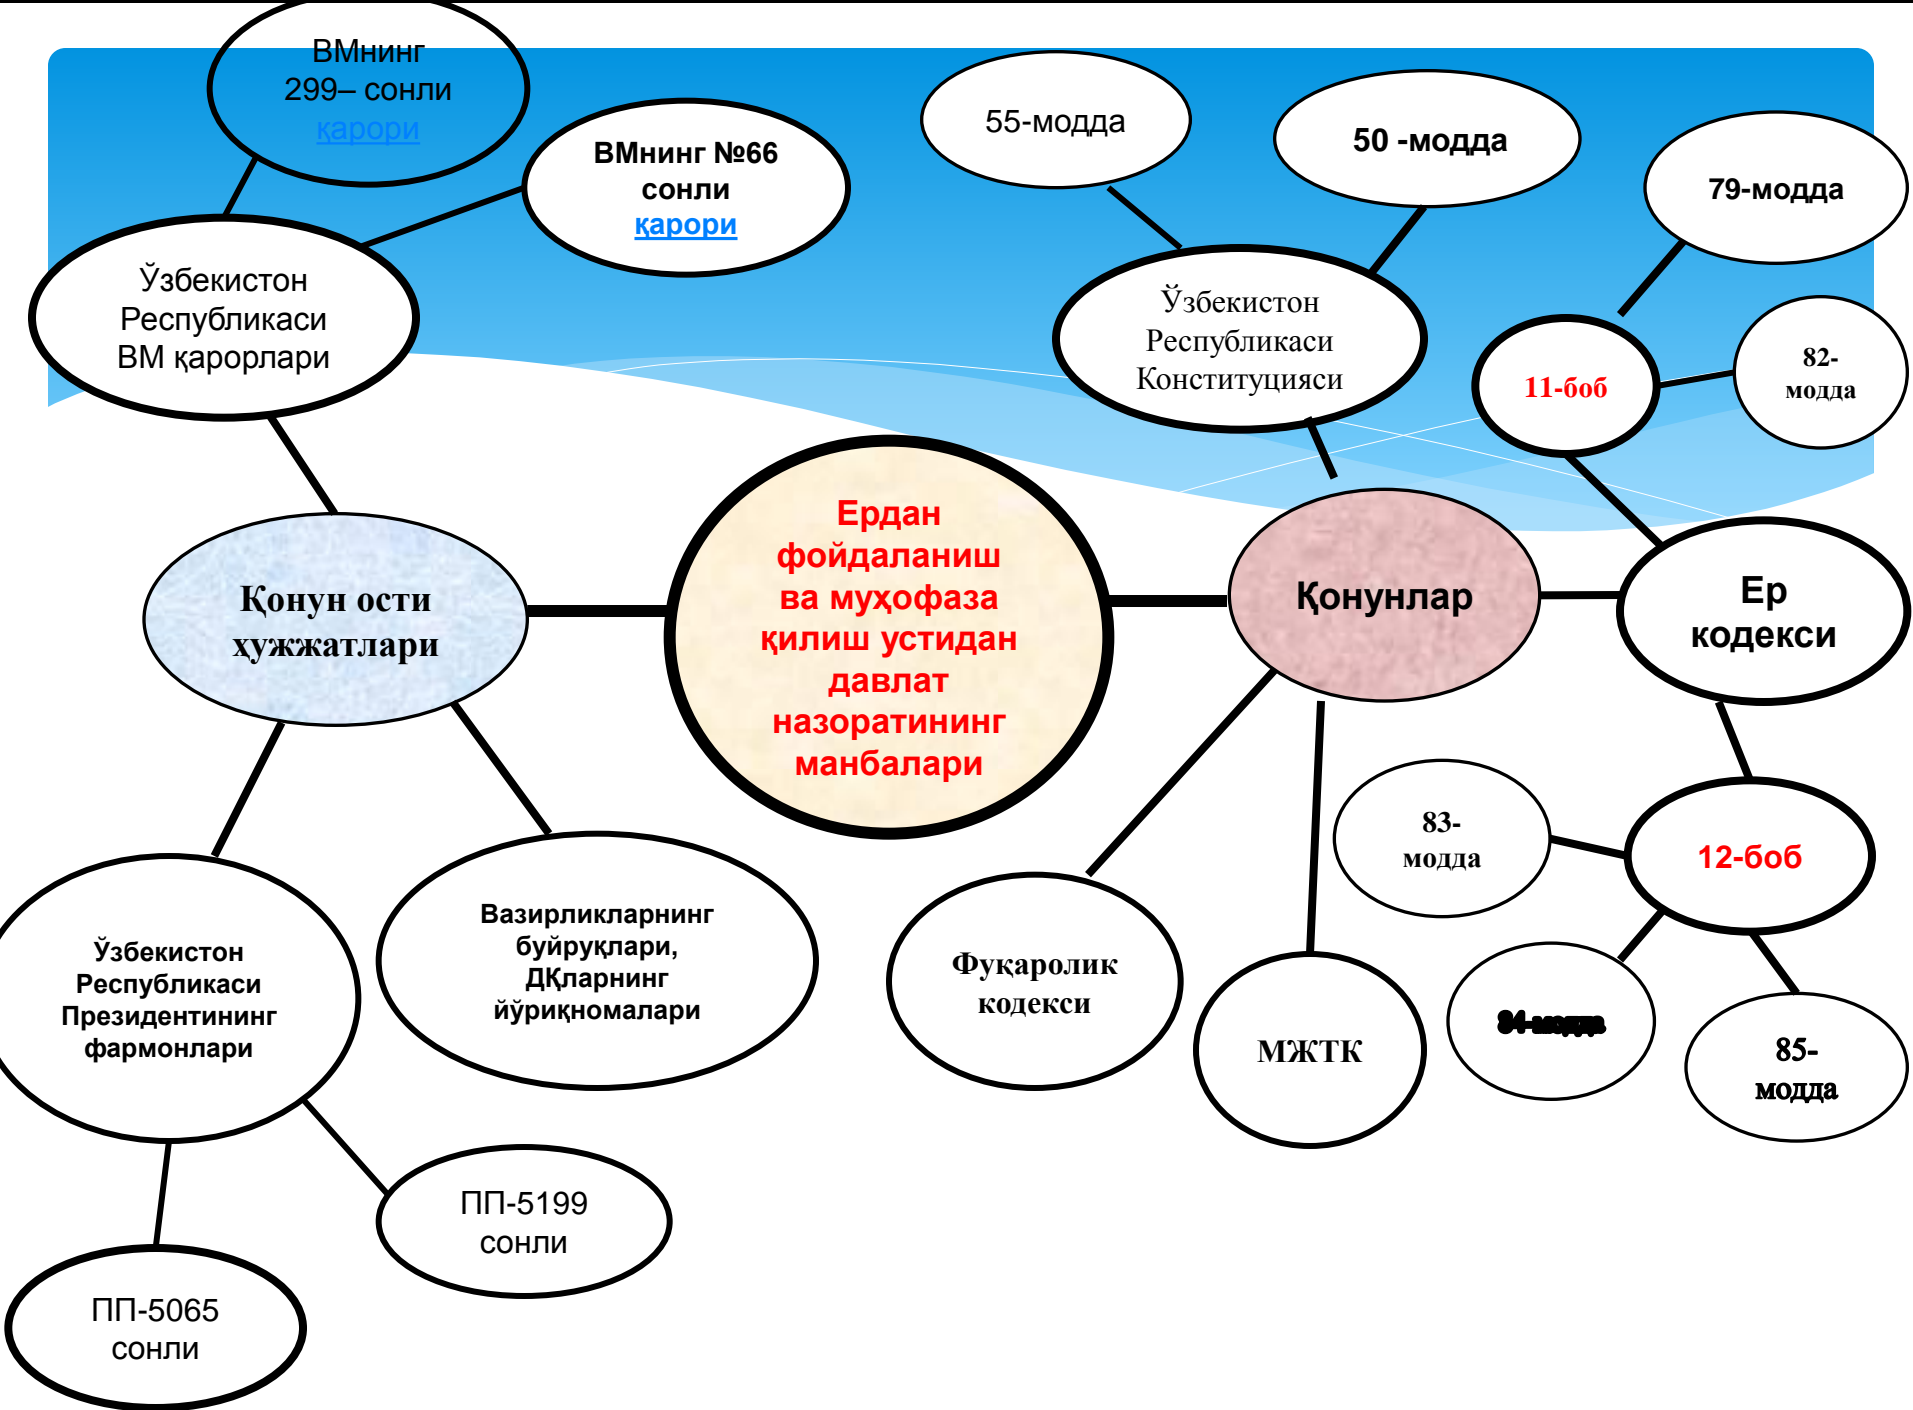 ВМнинг
299– сонли
қарори
ВМнинг №66
сонли
қарори
Ўзбекистон
Республикаси
ВМ қарорлари
55-модда
50 -модда
79-модда
Ўзбекистон
Республикаси
Конституцияси
11-боб
82-
модда
Қонун ости
ҳужжатлари
Ердан
фойдаланиш
ва муҳофаза
қилиш устидан
давлат
назоратининг
манбалари
Қонунлар
Ер
кодекси
83-
модда
12-боб
84-модда
85-
модда
Фуқаролик
кодекси
МЖТК
Вазирликларнинг
буйруқлари,
ДҚларнинг
йўриқномалари
Ўзбекистон
Республикаси
Президентининг
фармонлари
ПП-5199
сонли
ПП-5065
сонли